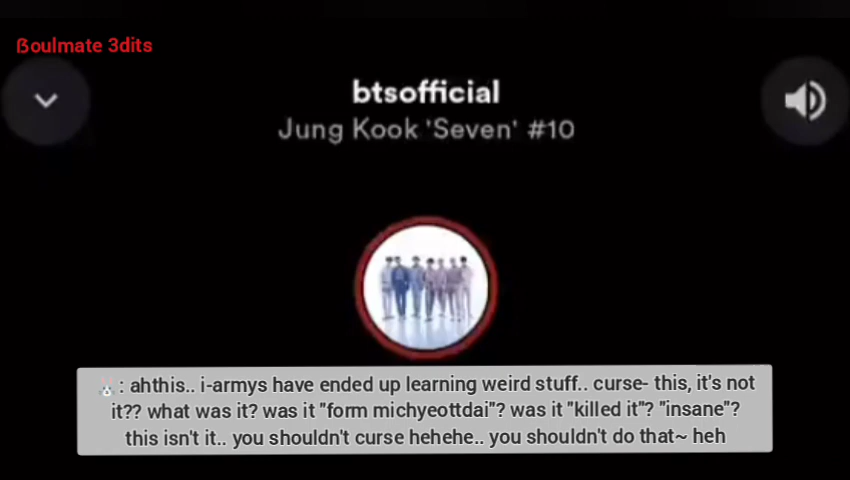 ßoulmate 3dits
btsofficial
Jung Kook 'Seven' #10
🐰 : ahthis.. i-armys have ended up learning weird stuff.. curse- this, it's not
it?? what was it? was it "form michyeottdai"? was it "killed it"? "insane"?
this isn't it.. you shouldn't curse hehehe.. you shouldn't do that~ heh